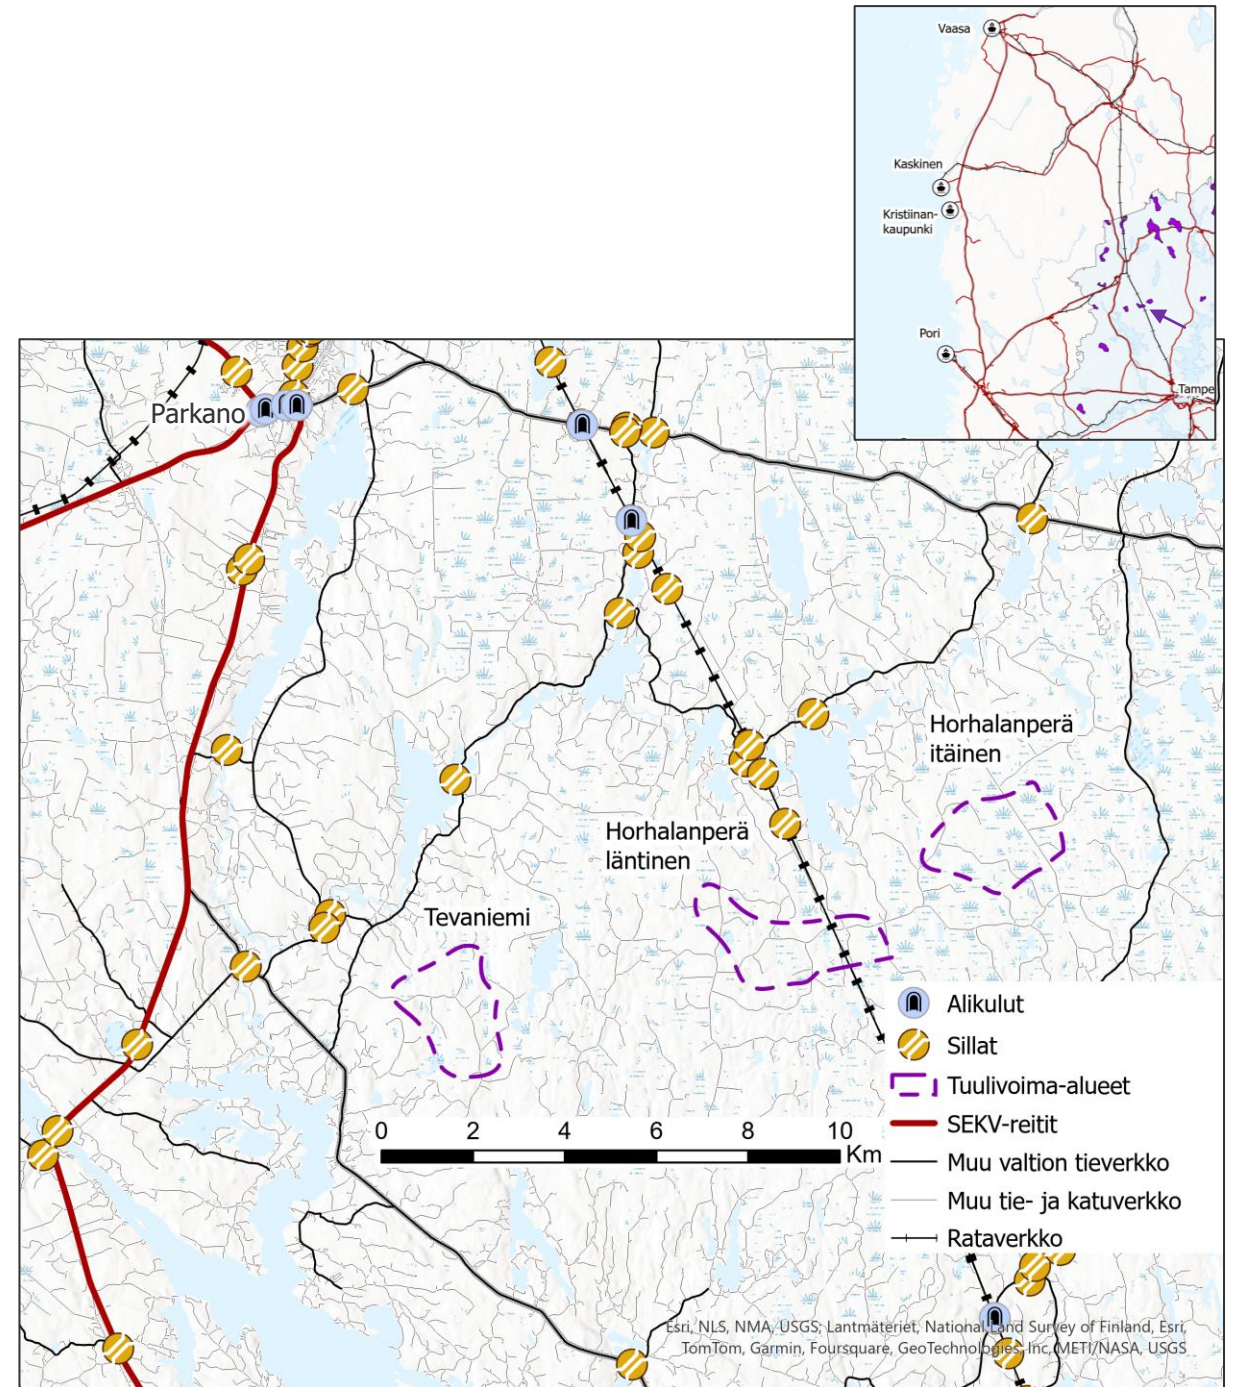 Vaasa
Kaskinen
Kristiinan-
kaupunki
Pori
Tampe
Parkano
Horhalanperä
itäinen
Horhalanperä
läntinen
Tevaniemi
Alikulut
Sillat
Tuulivoima-alueet
SEKV-reitit
Muu valtion tieverkko
Muu tie- ja katuverkko
Rataverkko
0 2 4 6 8 10
Km
Esri, NLS, NMA, USGS, Lantmäteriet, National Land Survey of Finland, Esri,
TomTom, Garmin, Foursquare, GeoTechnologies, Inc, METI/NASA, USGS